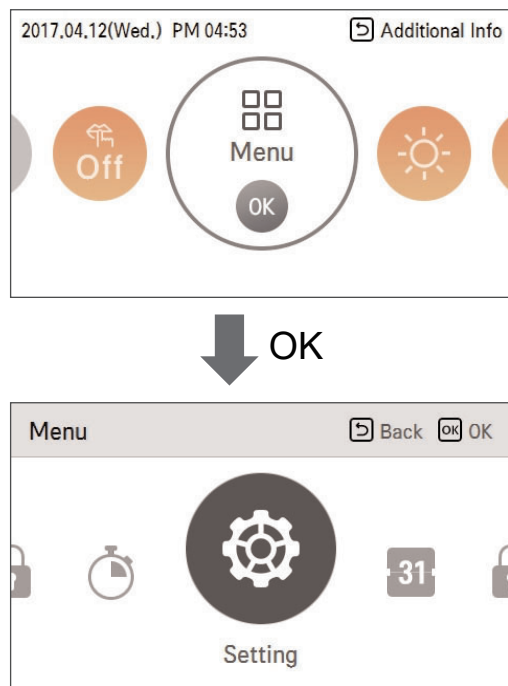 2017.04.12(Wed.) PM 04:53 Additional Info
Off
Menu
OK
OK
Menu Back OK OK
31
Setting